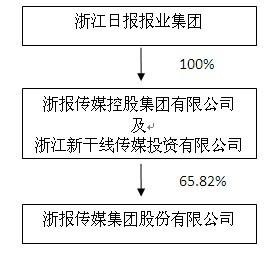 浙江日报报业集团
100%
浙报传媒控股集团有限公司
及
浙江新干线传媒投资有限公司
65.82%
浙报传媒集团股份有限公司